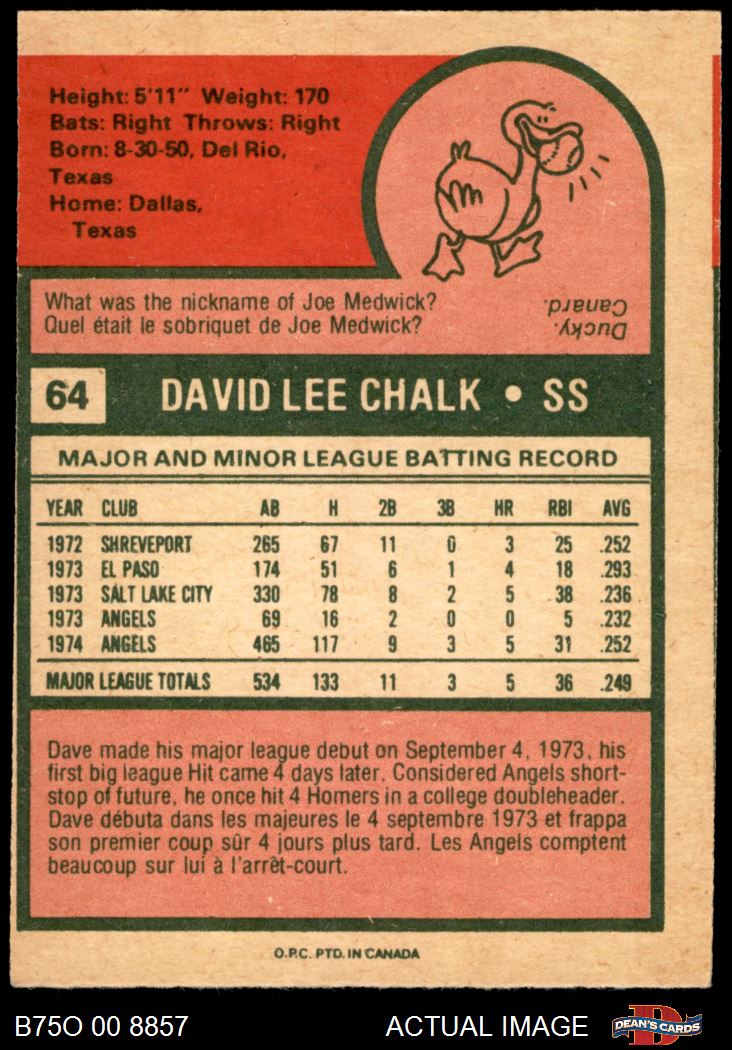 Height: 5'11" Weight: 170
Bats: Right Throws: Right
Born: 8-30-50, Del Rio,
Texas
Home: Dallas,
Texas
What was the nickname of Joe Medwick?
Quel était le sobriquet de Joe Medwick?
Ducky.
Canard.
64 DAVID LEE CHALK • SS
MAJOR AND MINOR LEAGUE BATTING RECORD
YEAR CLUB AB H 2B 3B HR RBI AVG
1972 SHREVEPORT 265 67 11 0 3 25 .252
1973 EL PASO 174 51 6 1 4 18 .293
1973 SALT LAKE CITY 330 78 8 2 5 38 .236
1973 ANGELS 69 16 2 0 0 5 .232
1974 ANGELS 465 117 9 3 5 31 .252
MAJOR LEAGUE TOTALS 534 133 11 3 5 36 .249
Dave made his major league debut on September 4, 1973, his
first big league Hit came 4 days later. Considered Angels short-
stop of future, he once hit 4 Homers in a college doubleheader.
Dave débuta dans les majeures le 4 septembre 1973 et frappa
son premier coup sûr 4 jours plus tard. Les Angels comptent
beaucoup sur lui à l'arrêt-court.
O.P.C. PTD. IN CANADA
B75O 00 8857 ACTUAL IMAGE DEAN'S CARDS